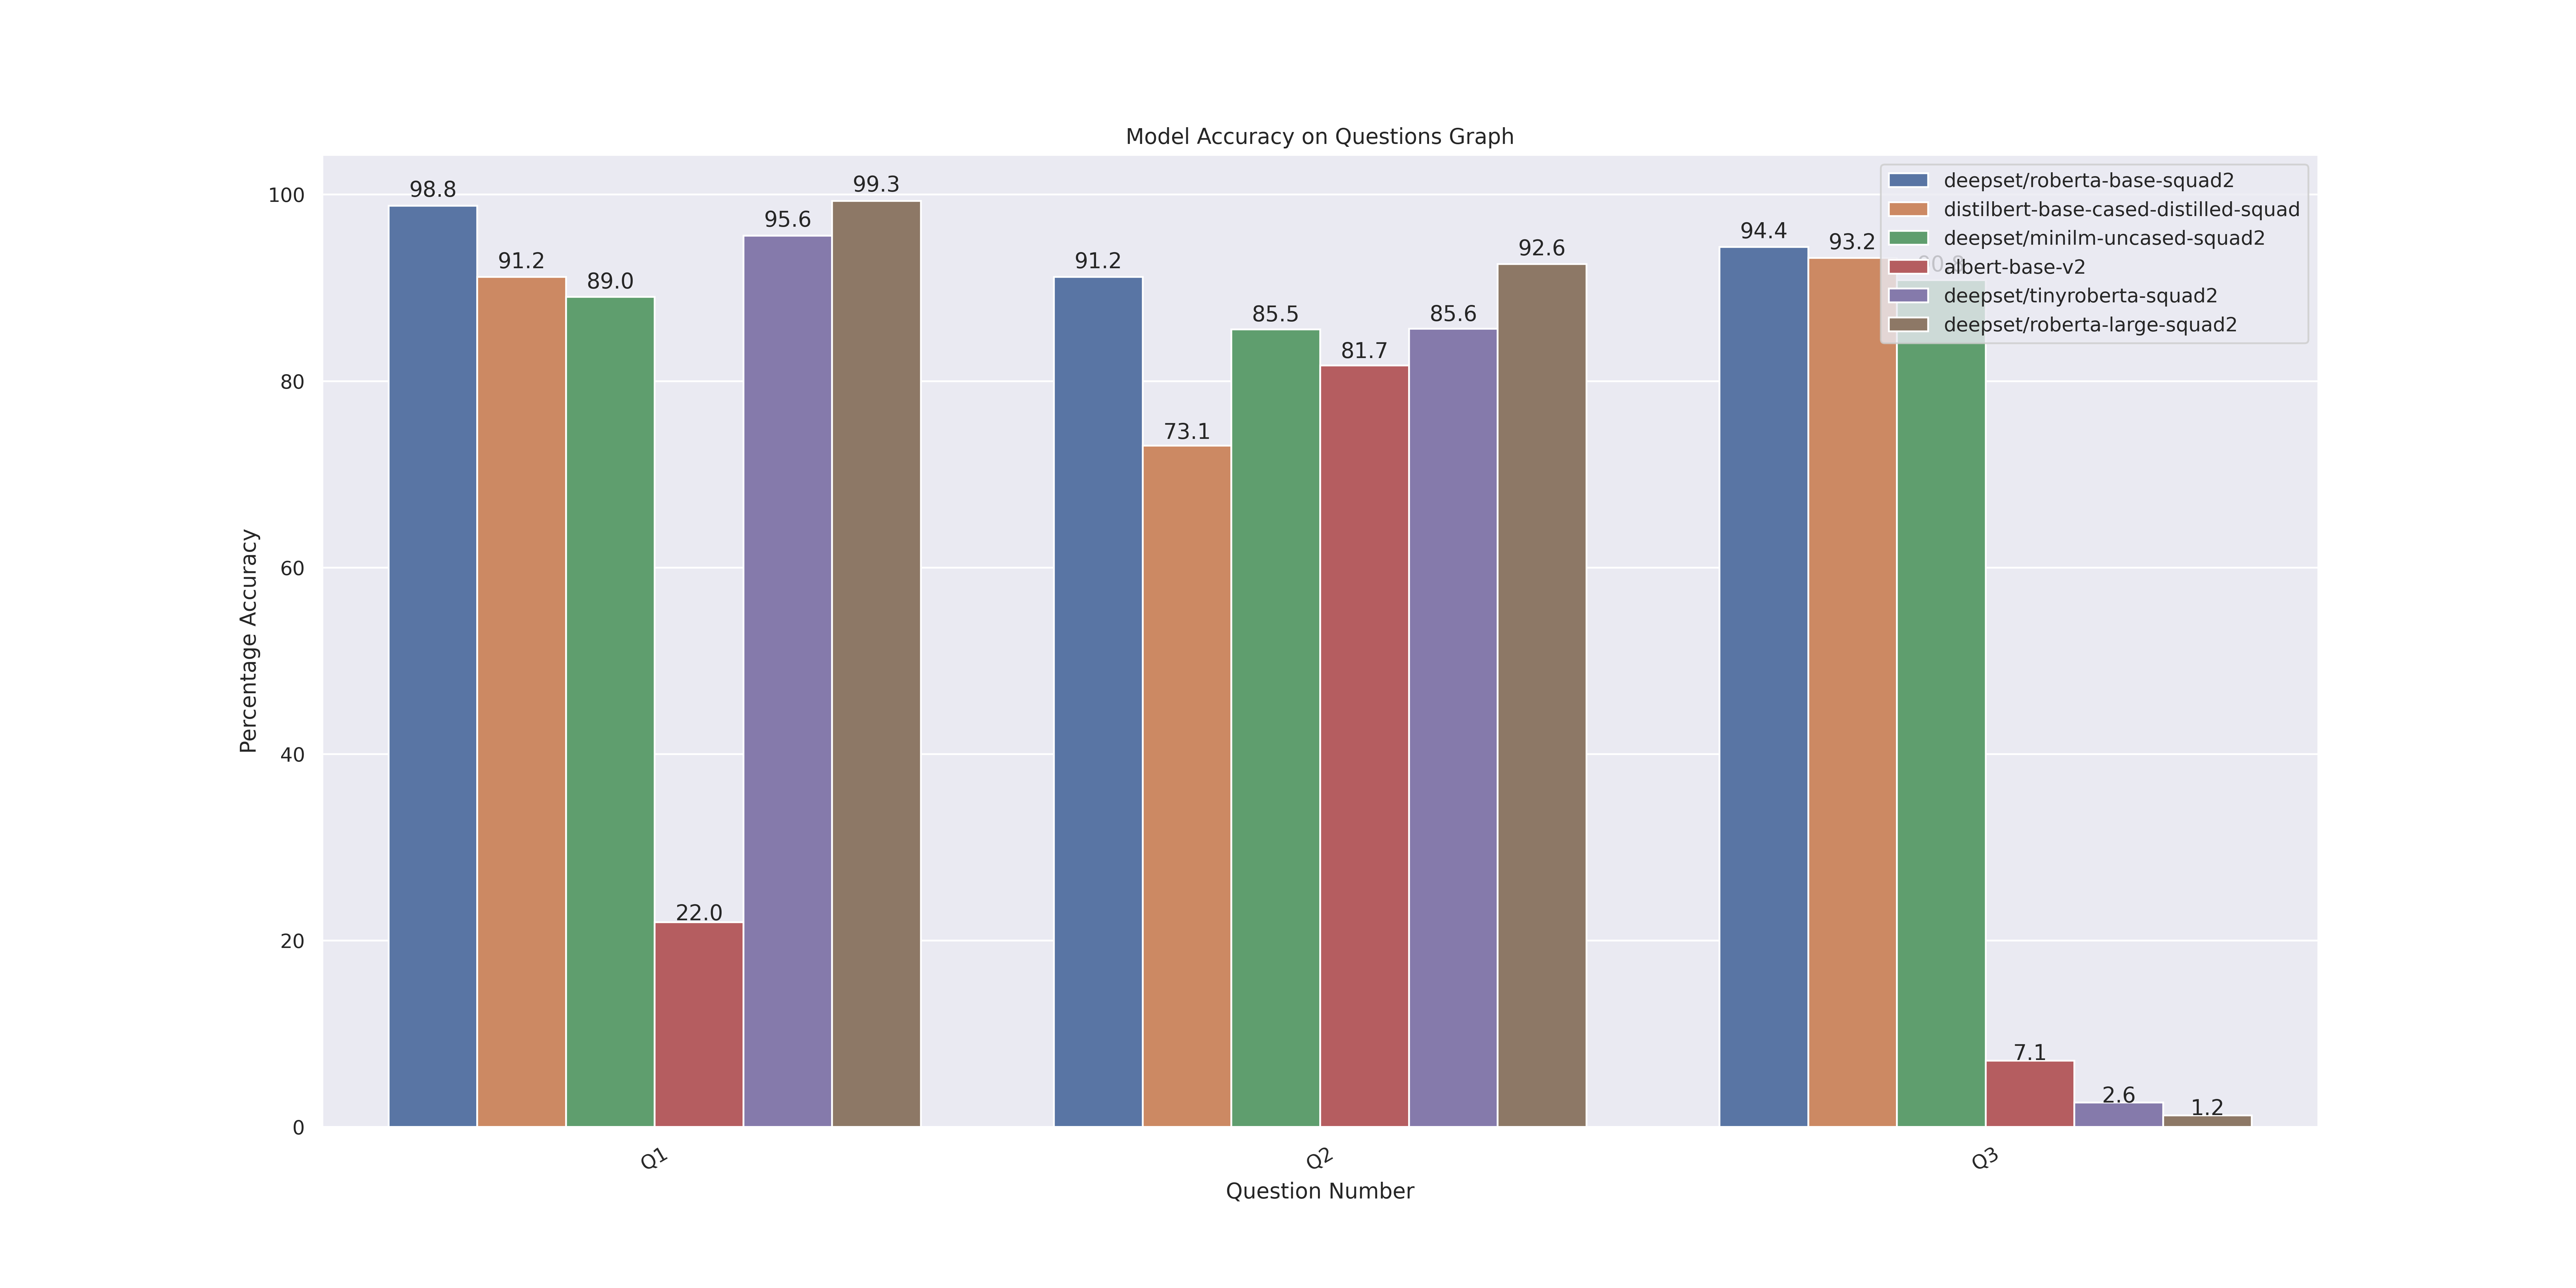 Model Accuracy on Questions Graph
100
80
60
40
20
0
Percentage Accuracy
98.8
91.2
89.0
22.0
95.6
99.3
91.2
73.1
85.5
81.7
85.6
92.6
94.4
93.2
7.1
2.6
1.2
deepset/roberta-base-squad2
distilbert-base-cased-distilled-squad
deepset/minilm-uncased-squad2
albert-base-v2
deepset/tinyroberta-squad2
deepset/roberta-large-squad2
Q1
Q2
Q3
Question Number